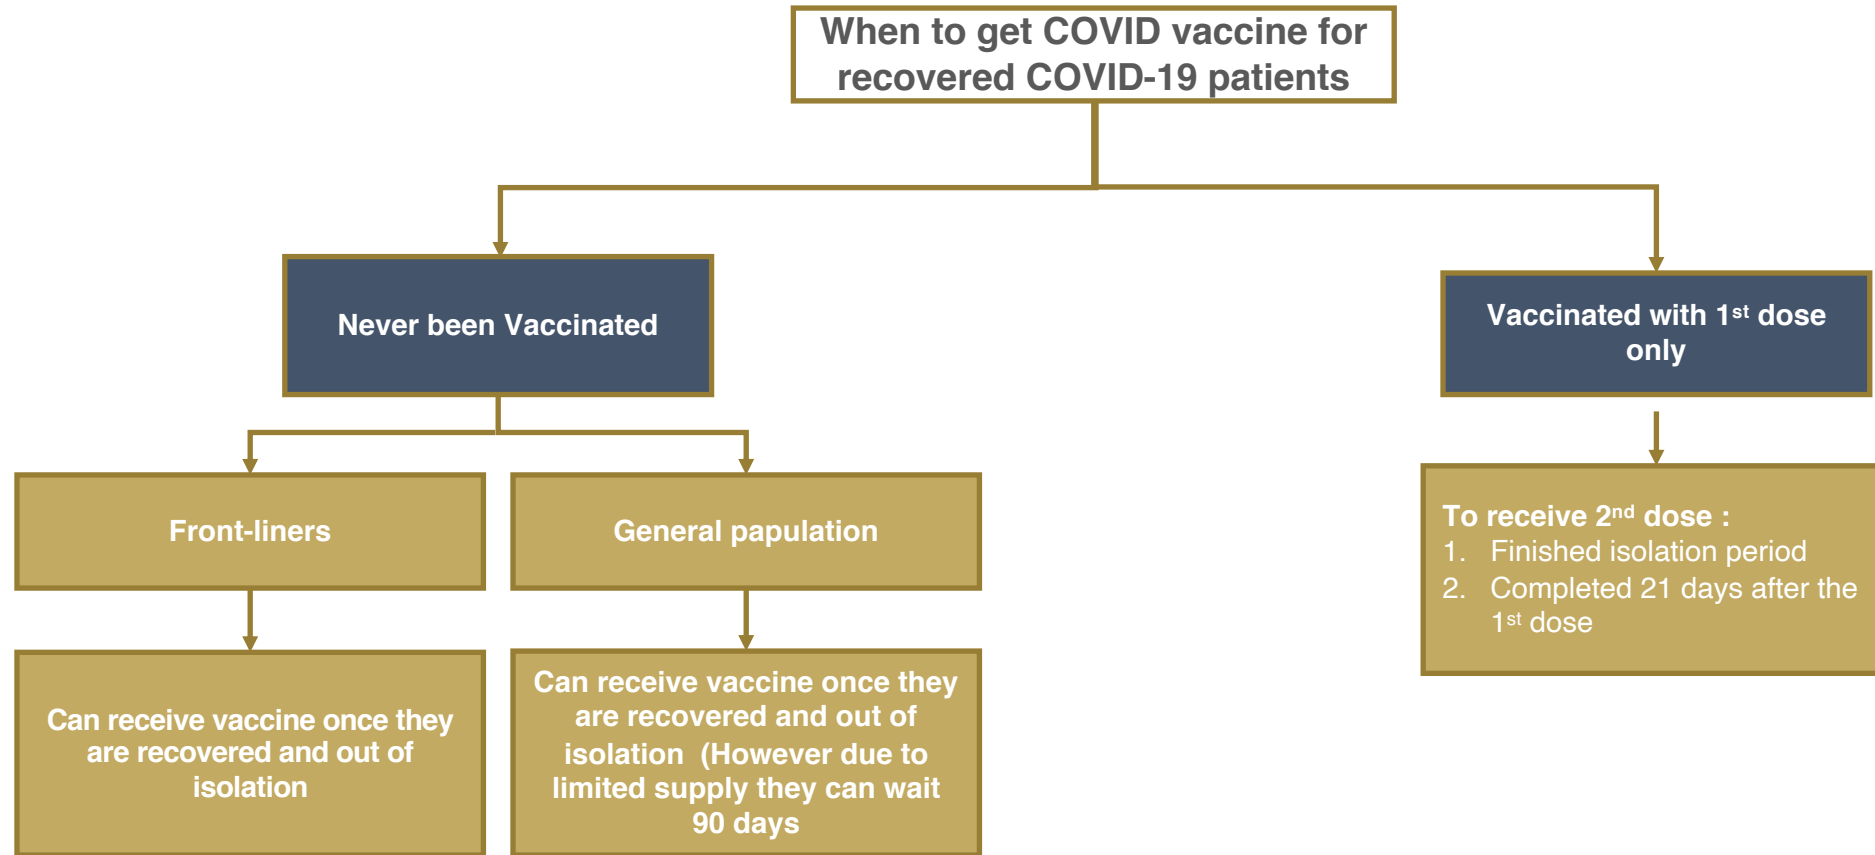 When to get COVID vaccine for
recovered COVID-19 patients
Never been Vaccinated
Vaccinated with 1st dose
only
Front-liners
General papulation
To receive 2nd dose :
1. Finished isolation period
2. Completed 21 days after the
1st dose
Can receive vaccine once they
are recovered and out of
isolation
Can receive vaccine once they
are recovered and out of
isolation (However due to
limited supply they can wait
90 days